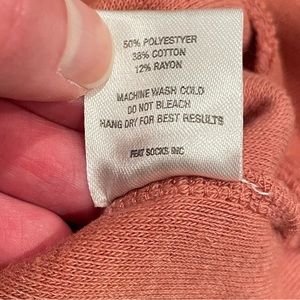 50% POLYESTYER
38% COTTON
12% RAYON
MACHINE WASH COLD
DO NOT BLEACH
HANG DRY FOR BEST RESULTS
FEAT SOCKS INC